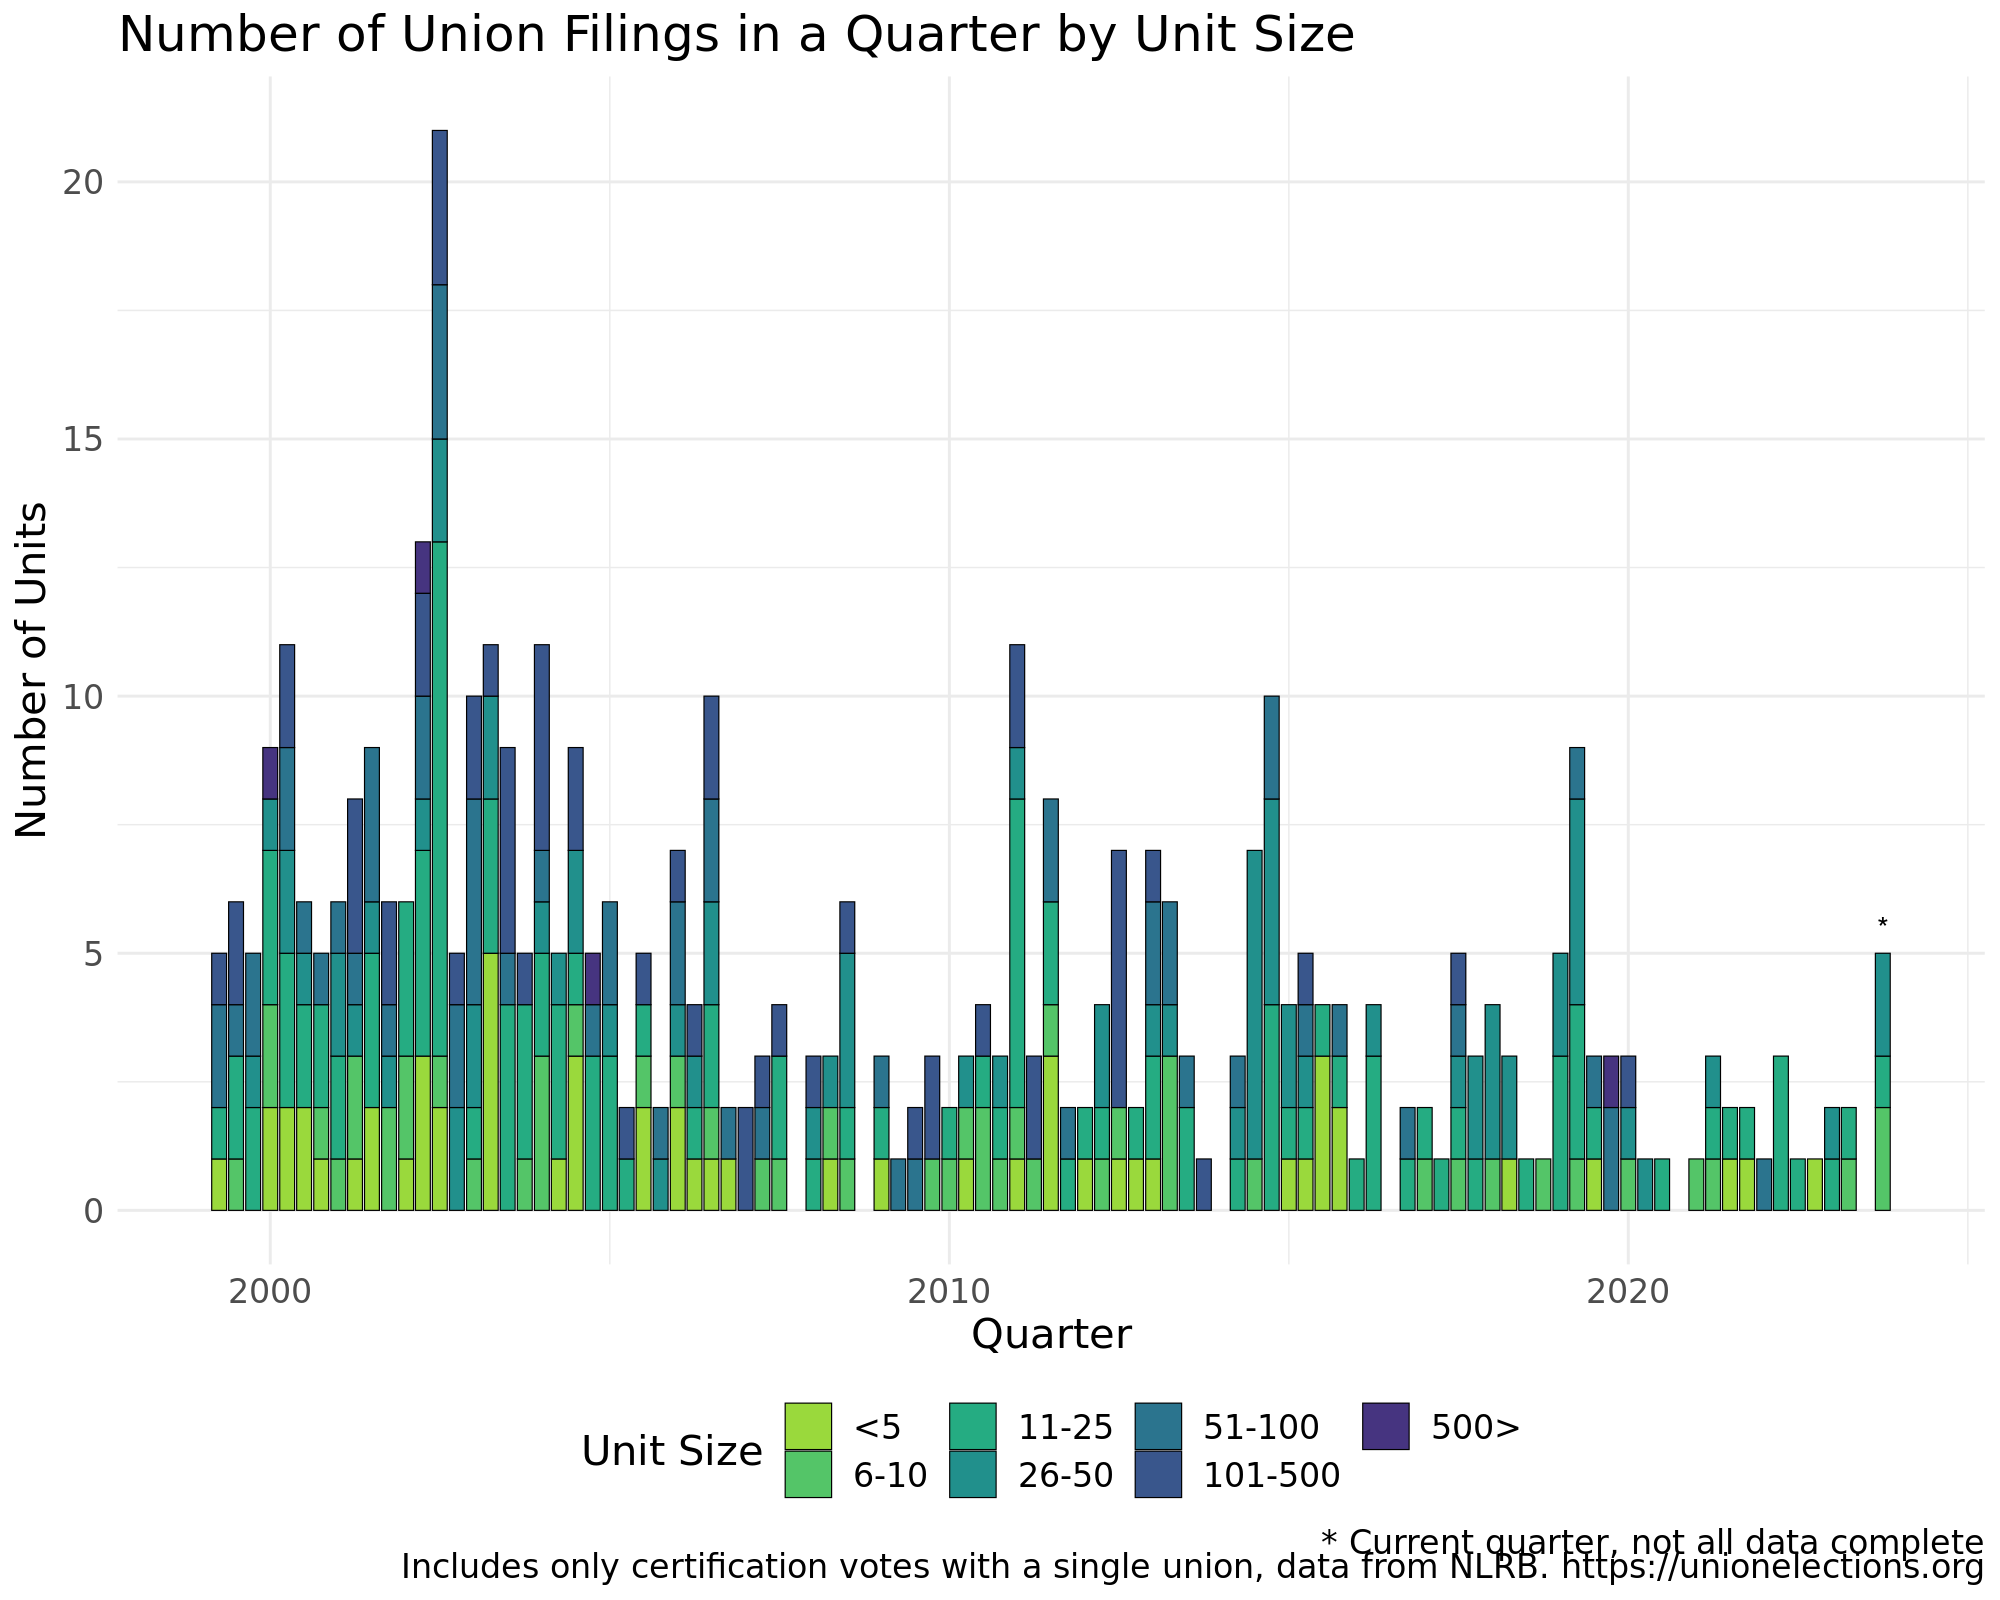 Number of Union Filings in a Quarter by Unit Size
Number of Units
20
15
10
5
0
*
2000 2010 2020
Quarter
Unit Size
<5 11-25 51-100 500>
6-10 26-50 101-500
* Current quarter, not all data complete
Includes only certification votes with a single union, data from NLRB. https://unionelections.org